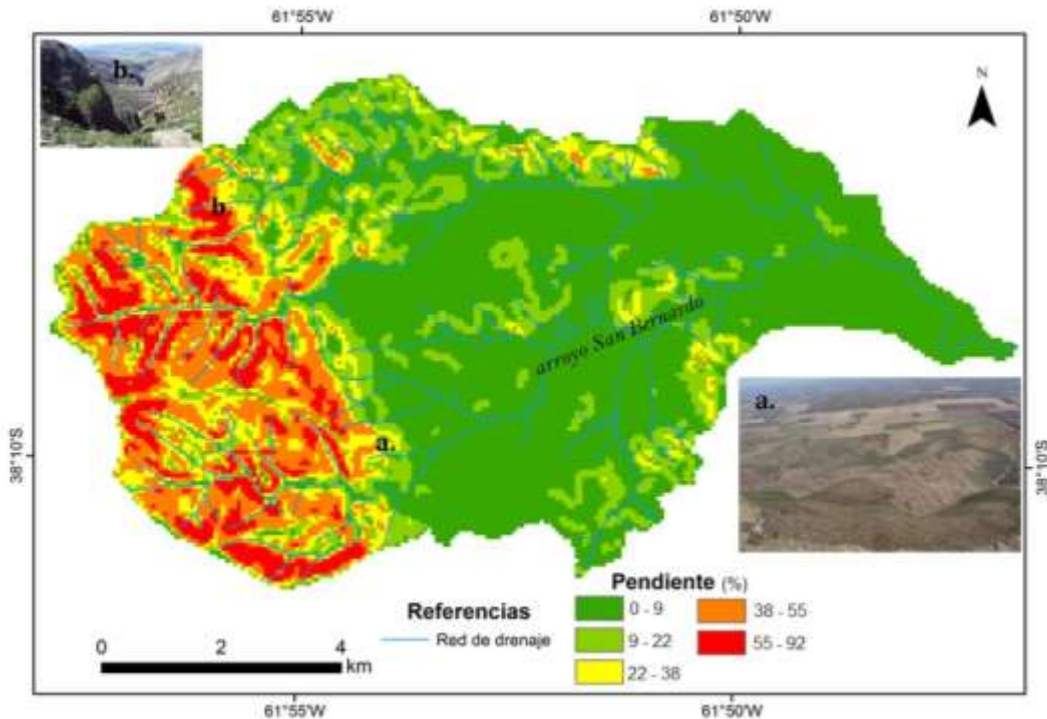 61°55'W
61°50'W
b.
N
b.
arroyo San Bernardo
a.
a.
38°10'S
38°10'S
Pendiente (%)
Referencias
Red de drenaje
0 - 9
38 - 55
9 - 22
55 - 92
22 - 38
0
2
4
km
61°55'W
61°50'W